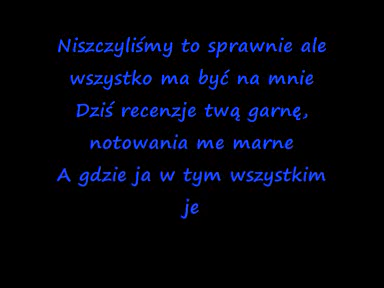 Niszczyliśmy to sprawnie ale
wszystko ma być na mnie
Dziś recenzje twą garnę,
notowania me marne
A gdzie ja w tym wszystkim
je